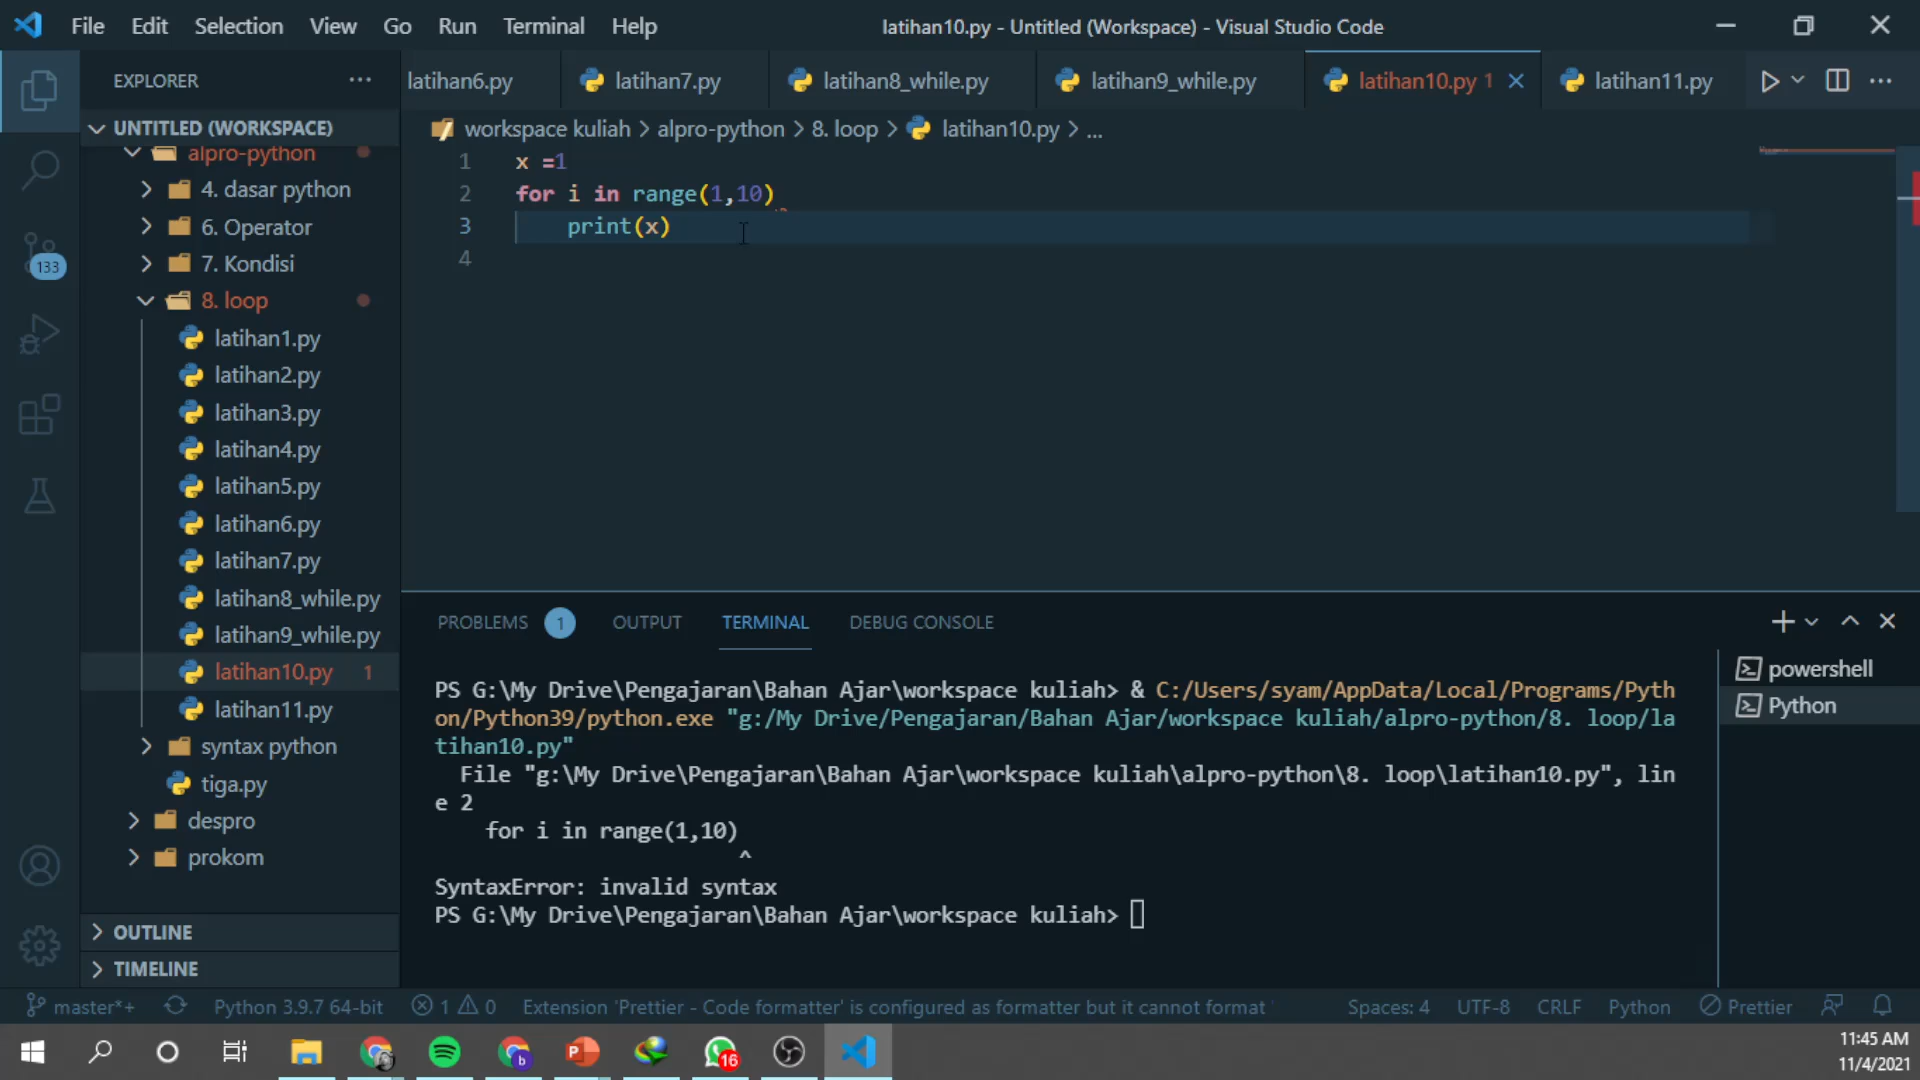 File Edit Selection View Go Run Terminal Help latihan10.py - Untitled (Workspace) - Visual Studio Code
EXPLORER
latihan6.py latihan7.py latihan8_while.py latihan9_while.py latihan10.py 1 latihan11.py
UNTITLED (WORKSPACE)
workspace kuliah > alpro-python > 8. loop > latihan10.py > ...
alpro-python
4. dasar python
6. Operator
7. Kondisi
8. loop
latihan1.py
latihan2.py
latihan3.py
latihan4.py
latihan5.py
latihan6.py
latihan7.py
latihan8_while.py
latihan9_while.py
latihan10.py 1
latihan11.py
syntax python
tiga.py
despro
prokom
OUTLINE
TIMELINE
133
1 x =1
2 for i in range(1,10)
3 print(x)
4
PROBLEMS 1 OUTPUT TERMINAL DEBUG CONSOLE
PS G:\My Drive\Pengajaran\Bahan Ajar\workspace kuliah> & C:/Users/syam/AppData/Local/Programs/Pyth
on/Python39/python.exe "g:/My Drive/Pengajaran/Bahan Ajar/workspace kuliah/alpro-python/8. loop/la
tihan10.py"
File "g:\My Drive\Pengajaran\Bahan Ajar\workspace kuliah\alpro-python\8. loop\latihan10.py", lin
e 2
for i in range(1,10)
^
SyntaxError: invalid syntax
PS G:\My Drive\Pengajaran\Bahan Ajar\workspace kuliah>
powershell
Python
master*+ Python 3.9.7 64-bit 1 0 Extension 'Prettier - Code formatter' is configured as formatter but it cannot format ' Spaces: 4 UTF-8 CRLF Python Prettier
b P 16
11:45 AM
11/4/2021